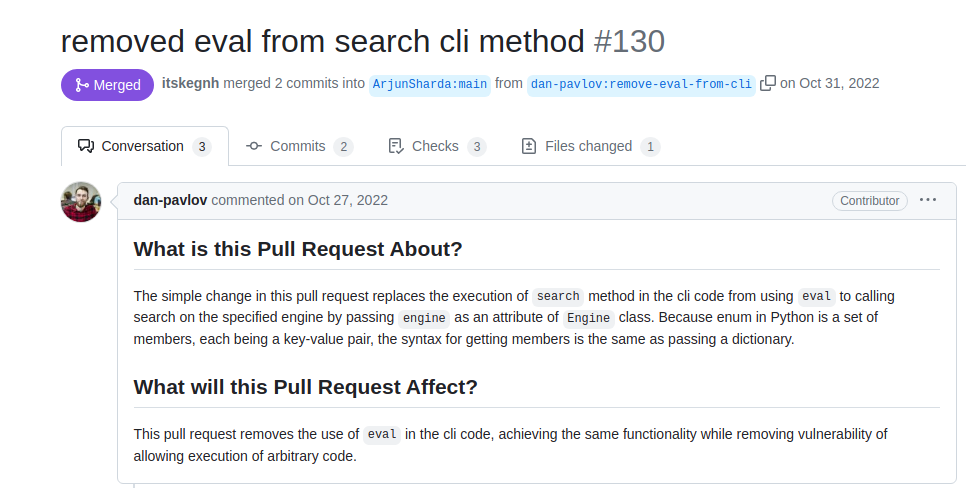 removed eval from search cli method #130
Merged itskegnh merged 2 commits into ArjunSharda:main from dan-pavlov:remove-eval-from-cli on Oct 31, 2022
Conversation 3 Commits 2 Checks 3 Files changed 1
dan-pavlov commented on Oct 27, 2022 Contributor ...
What is this Pull Request About?
The simple change in this pull request replaces the execution of search method in the cli code from using eval to calling
search on the specified engine by passing engine as an attribute of Engine class. Because enum in Python is a set of
members, each being a key-value pair, the syntax for getting members is the same as passing a dictionary.
What will this Pull Request Affect?
This pull request removes the use of eval in the cli code, achieving the same functionality while removing vulnerability of
allowing execution of arbitrary code.